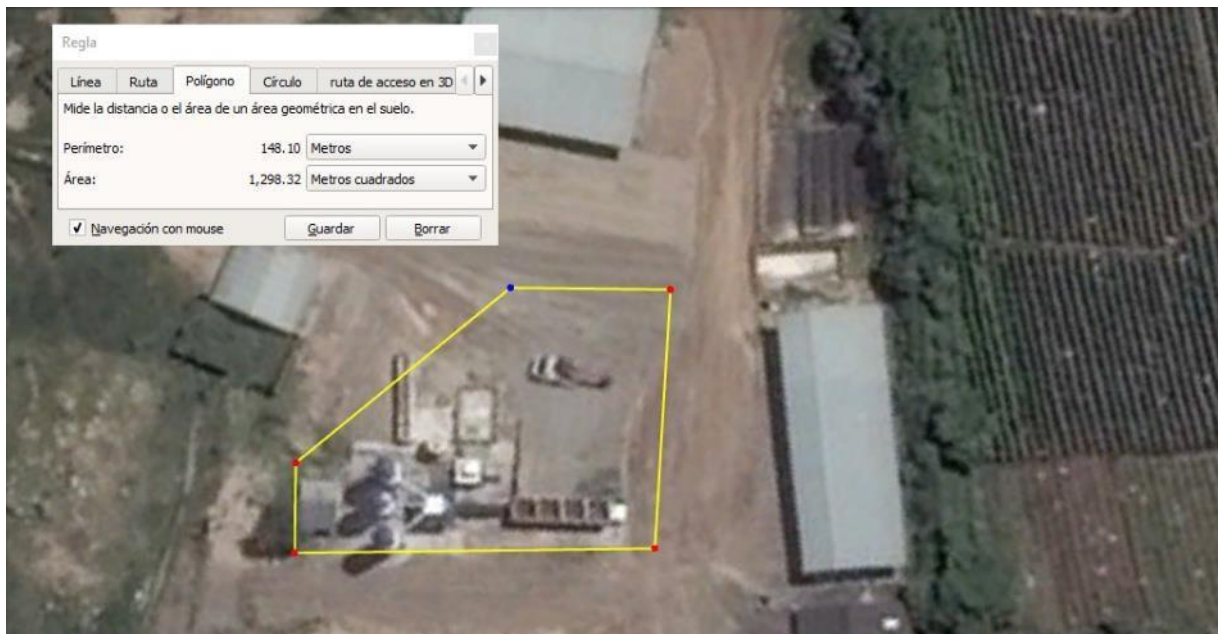 Regla
Línea Ruta Polígono Círculo ruta de acceso en 3D
Mide la distancia o el área de un área geométrica en el suelo.
Perímetro: 148.10 Metros
Área: 1,298.32 Metros cuadrados
Navegación con mouse Guardar Borrar